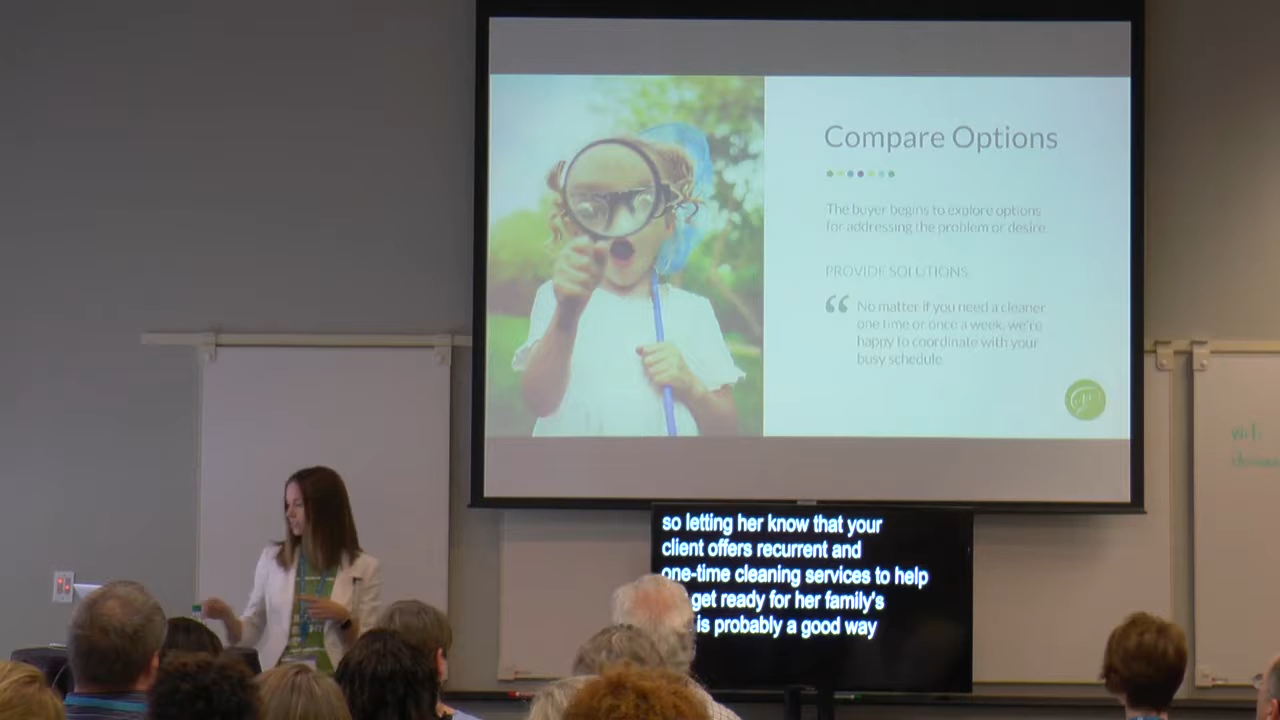 Compare Options
The buyer begins to explore options
for addressing the problem or desire.
PROVIDE SOLUTIONS
“ No matter if you need a cleaner
one time or once a week, we're
happy to coordinate with your
busy schedule.
so letting her know that your
client offers recurrent and
one-time cleaning services to help
get ready for her family's
is probably a good way